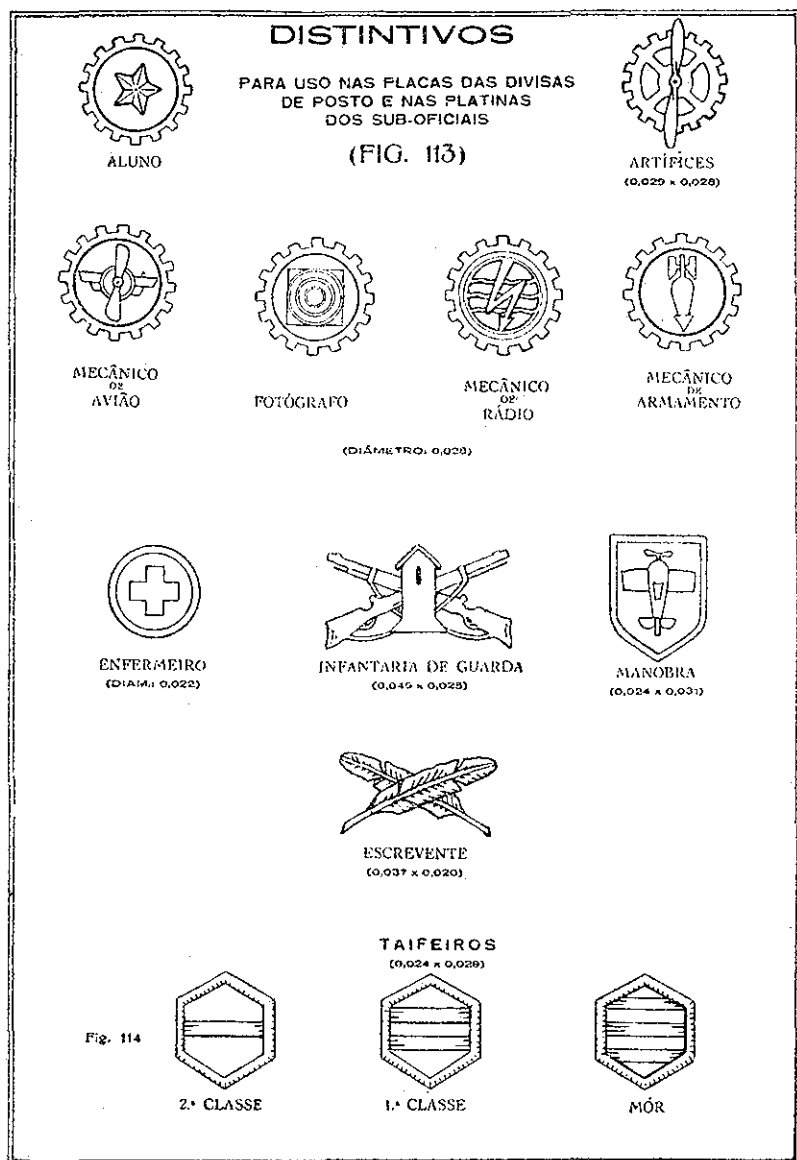 DISTINTIVOS
PARA USO NAS PLACAS DAS DIVISAS
DE POSTO E NAS PLATINAS
DOS SUB-OFICIAIS
(FIG. 113)
ALUNO
ARTÍFICES
(0,029 x 0,028)
MECÂNICO
DE
AVIÃO
FOTÓGRAFO
MECÂNICO
DE
RÁDIO
MECÂNICO
DE
ARMAMENTO
(DIÂMETRO: 0,028)
ENFERMEIRO
(DIAM.: 0,022)
INFANTARIA DE GUARDA
(0,045 x 0,025)
MANOBRA
(0,024 x 0,031)
ESCREVENTE
(0,037 x 0,020)
TAIFEIROS
(0,024 x 0,028)
Fig. 114
2.ª CLASSE
1.ª CLASSE
MÓR